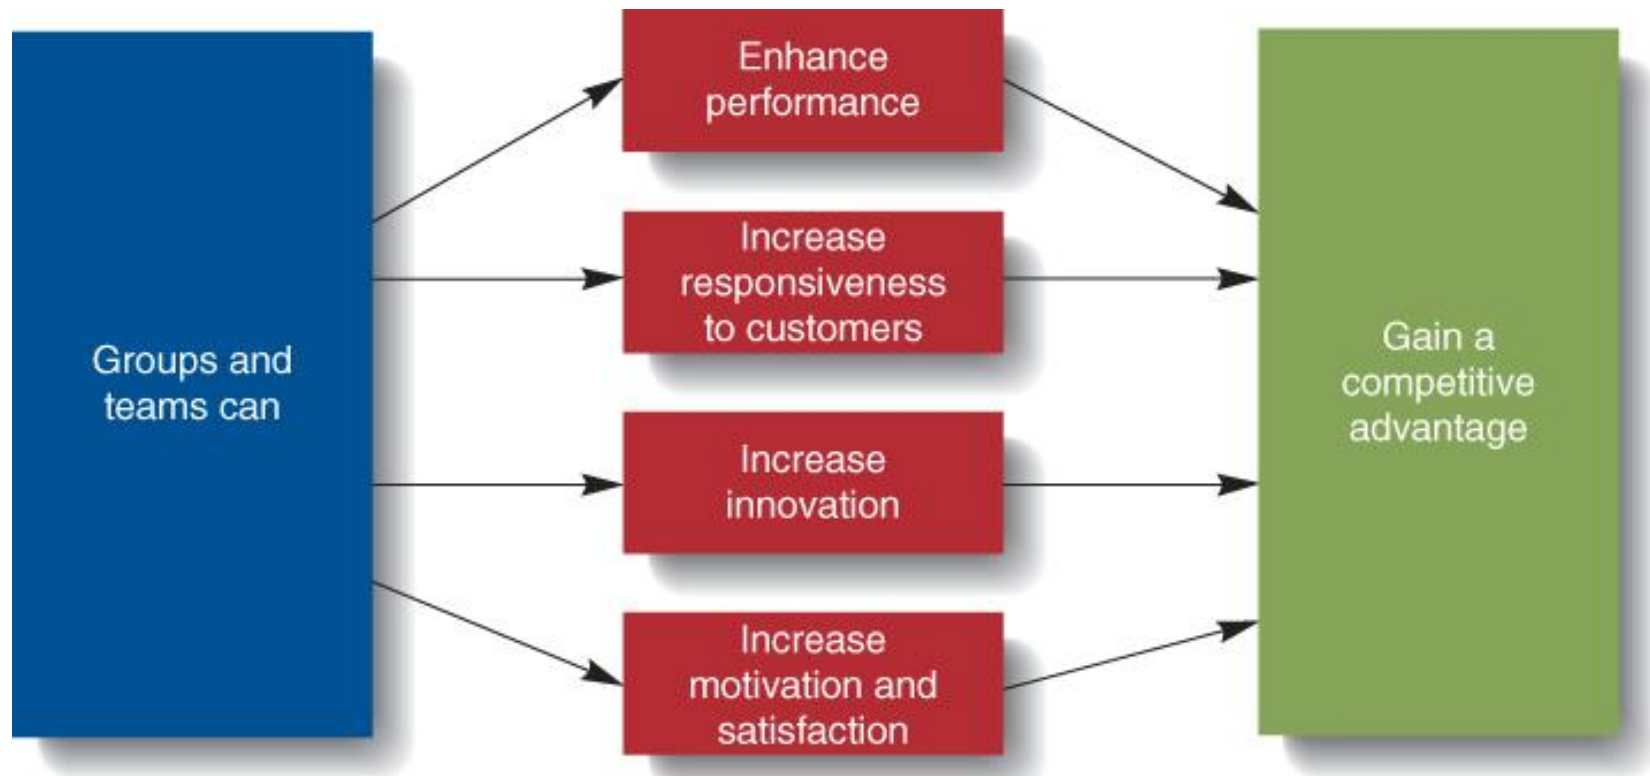 Groups and
teams can
Enhance
performance
Increase
responsiveness
to customers
Increase
innovation
Increase
motivation and
satisfaction
Gain a
competitive
advantage